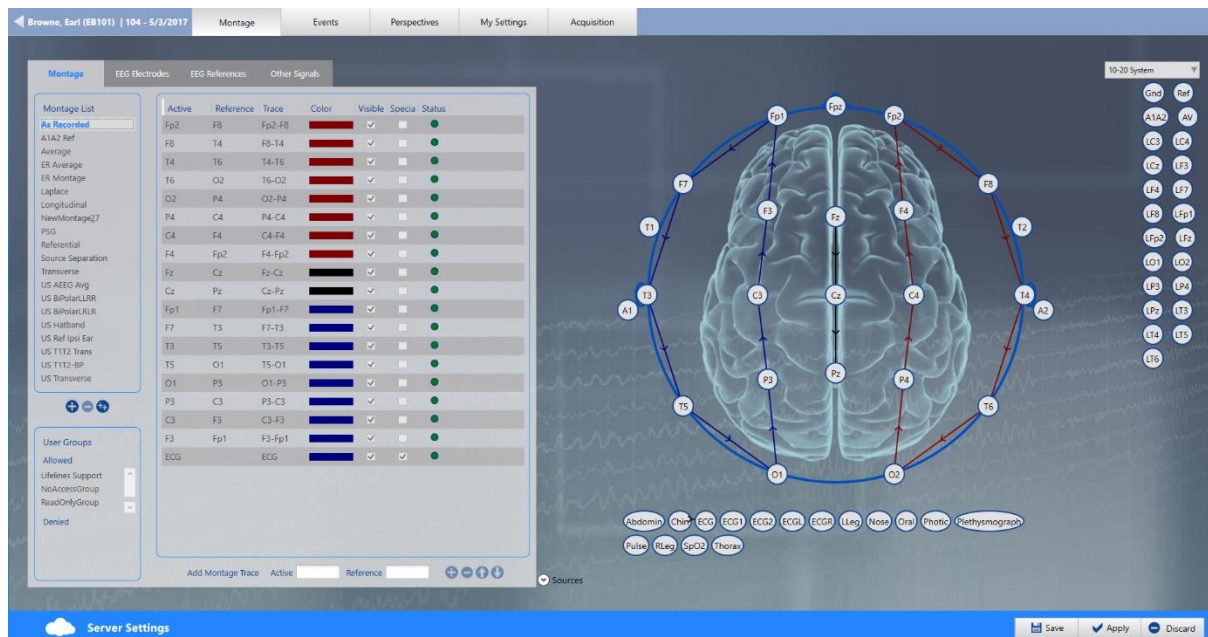 Browne, Earl (EB101) | 104 - 5/3/2017
Montage
Events
Perspectives
My Settings
Acquisition
Montage
EEG Electrodes
EEG References
Other Signals
Montage List
As Recorded
A1A2 Ref
Average
ER Average
ER Montage
Laplace
Longitudinal
NewMontage27
PSG
Referential
Source Separation
Transverse
US AEEG Avg
US BiPolarLLRR
US BiPolarLRLR
US Hatband
US Ref Ipsi Ear
US T1T2 Trans
US T1T2-BP
US Transverse
User Groups
Allowed
Lifelines Support
NoAccessGroup
ReadOnlyGroup
Denied
Active Reference Trace Color Visible Specia Status
Fp2 F8 Fp2-F8
F8 T4 F8-T4
T4 T6 T4-T6
T6 O2 T6-O2
O2 P4 O2-P4
P4 C4 P4-C4
C4 F4 C4-F4
F4 Fp2 F4-Fp2
Fz Cz Fz-Cz
Cz Pz Cz-Pz
Fp1 F7 Fp1-F7
F7 T3 F7-T3
T3 T5 T3-T5
T5 O1 T5-O1
O1 P3 O1-P3
P3 C3 P3-C3
C3 F3 C3-F3
F3 Fp1 F3-Fp1
ECG ECG
Add Montage Trace Active Reference
Sources
Fpz
Fp1 Fp2
F7 F8
F3 Fz F4
T1 T2
T3 C3 Cz C4 T4
A1 A2
P3 Pz P4
T5 T6
O1 O2
Abdomin Chin ECG ECG1 ECG2 ECGL ECGR LLeg Nose Oral Photic Plethysmograph
Pulse RLeg SpO2 Thorax
10-20 System
Gnd Ref
A1A2 AV
LC3 LC4
LCz LF3
LF4 LF7
LF8 LFp1
LFp2 LFz
LO1 LO2
LP3 LP4
LPz LT3
LT4 LT5
LT6
Server Settings
Save
Apply
Discard